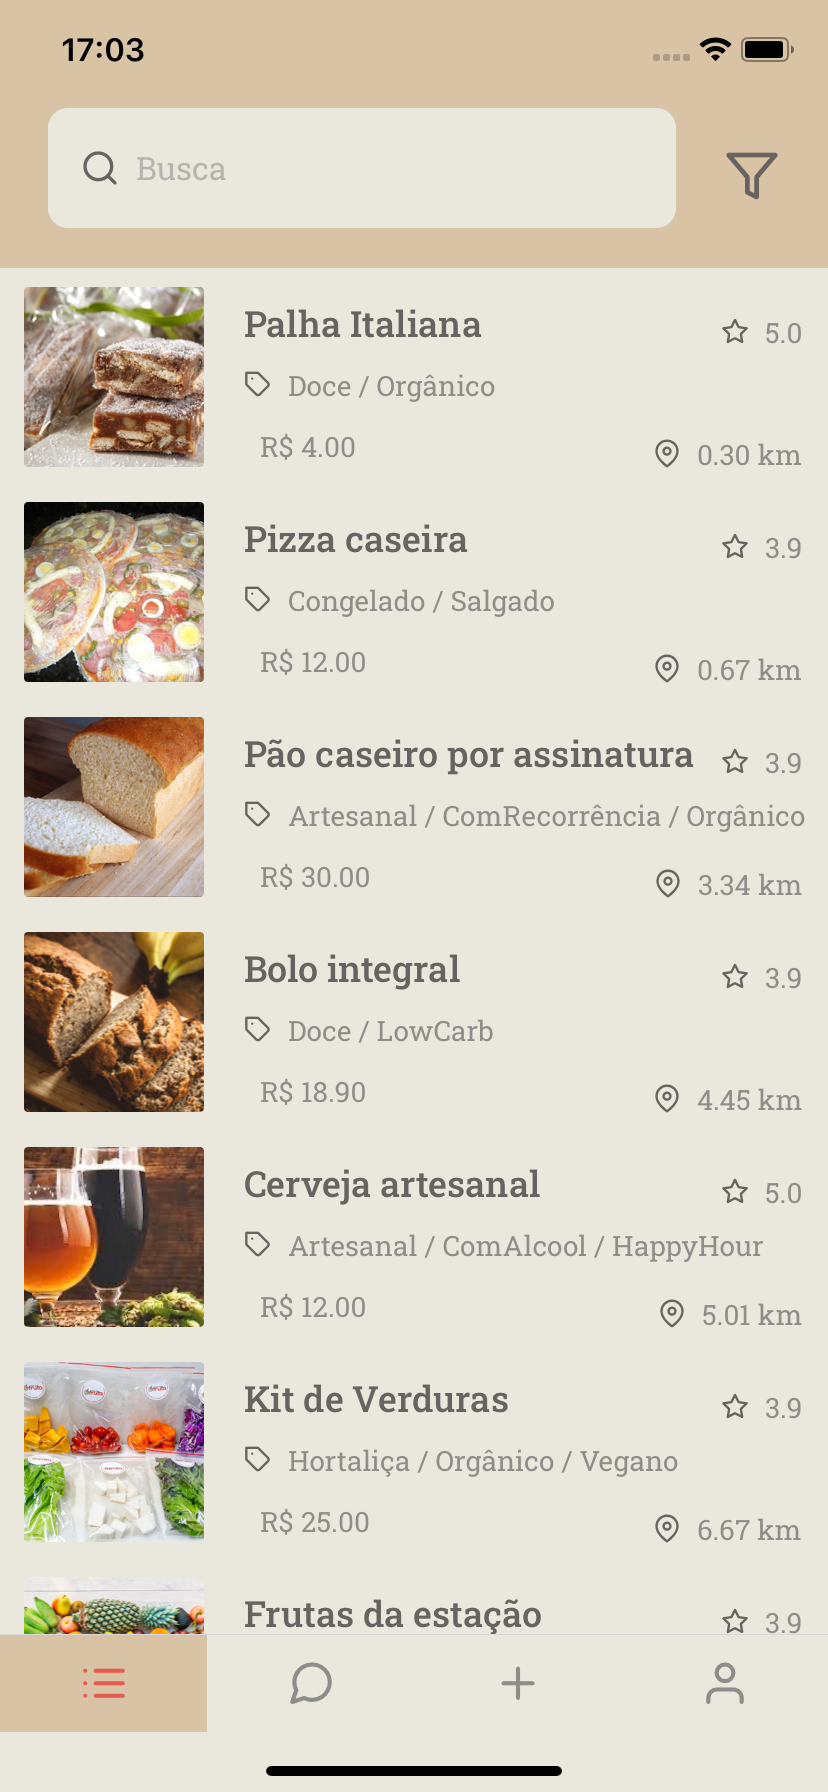 17:03
Busca
Palha Italiana
5.0
Doce / Orgânico
R$ 4.00
0.30 km
Pizza caseira
3.9
Congelado / Salgado
R$ 12.00
0.67 km
Pão caseiro por assinatura
3.9
Artesanal / ComRecorrência / Orgânico
R$ 30.00
3.34 km
Bolo integral
3.9
Doce / LowCarb
R$ 18.90
4.45 km
Cerveja artesanal
5.0
Artesanal / ComAlcool / HappyHour
R$ 12.00
5.01 km
Kit de Verduras
3.9
Hortaliça / Orgânico / Vegano
R$ 25.00
6.67 km
Frutas da estação
3.9